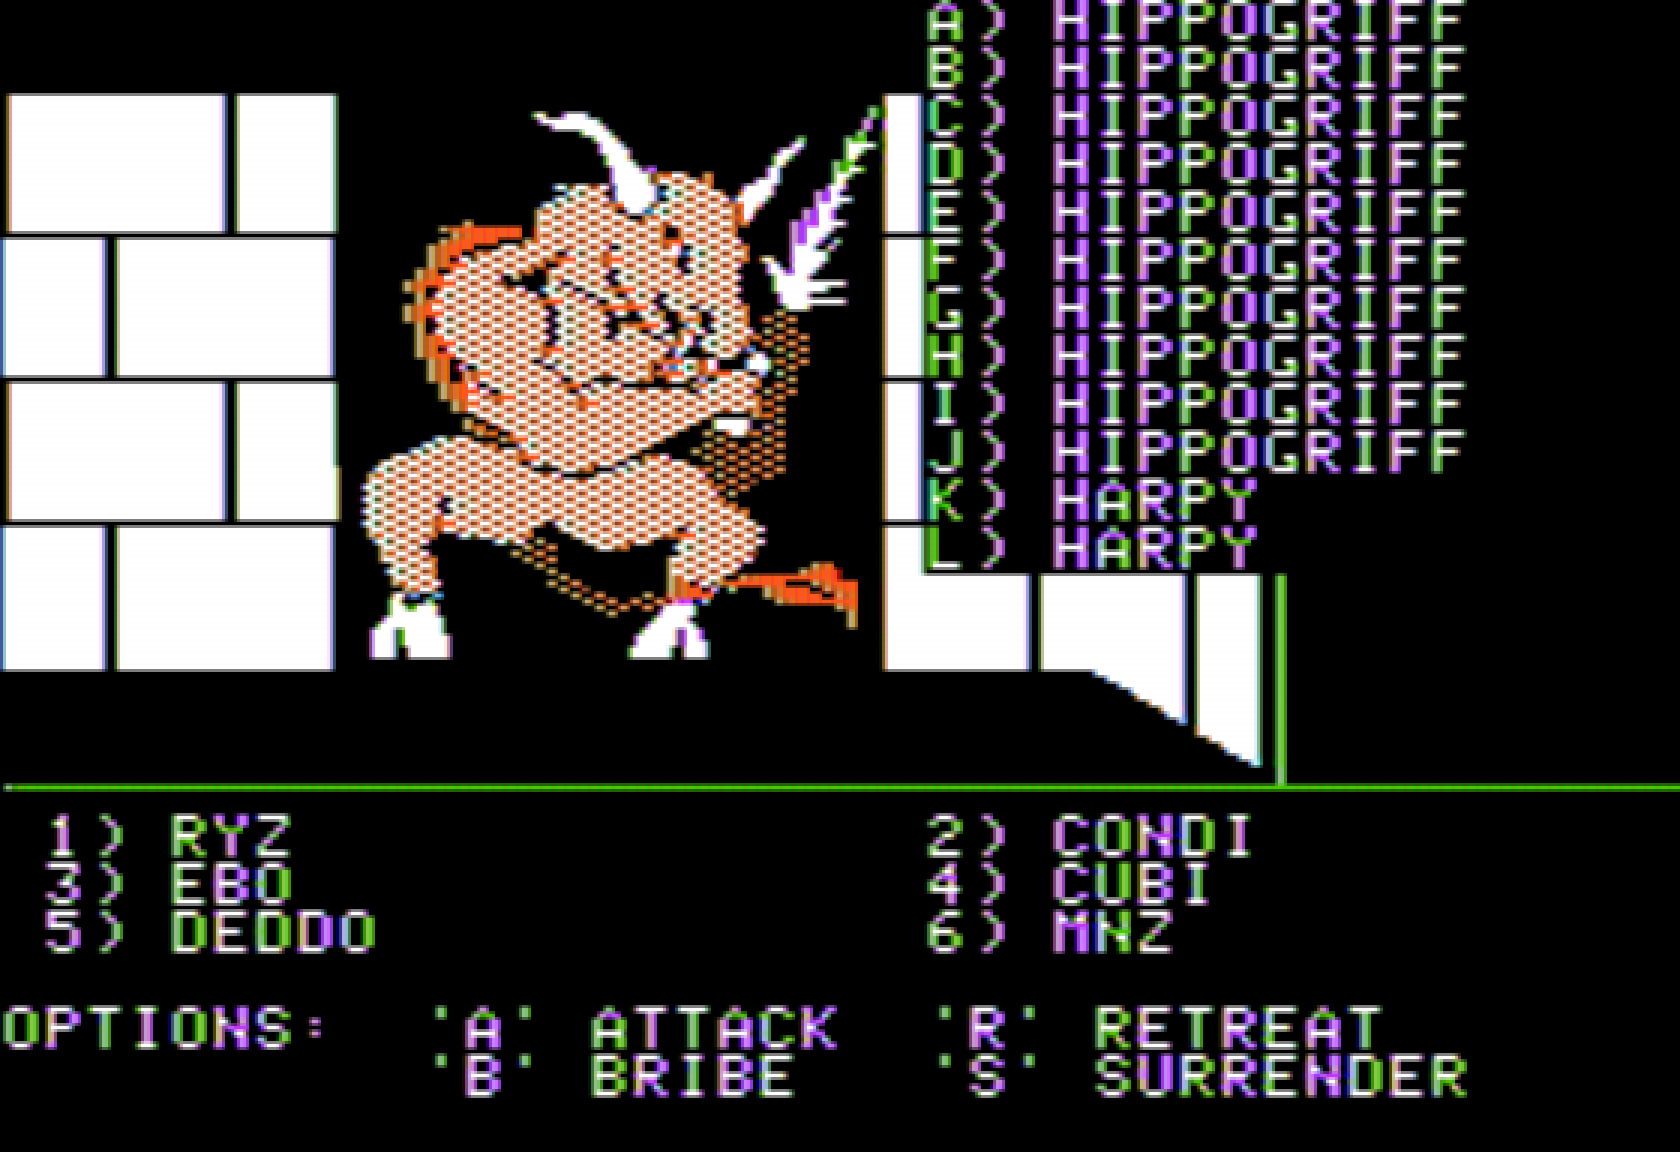 A) HIPPOGRIFF
B) HIPPOGRIFF
C) HIPPOGRIFF
D) HIPPOGRIFF
E) HIPPOGRIFF
F) HIPPOGRIFF
G) HIPPOGRIFF
H) HIPPOGRIFF
I) HIPPOGRIFF
J) HIPPOGRIFF
K) HARPY
L) HARPY
1) RYZ 2) CONDI
3) EBO 4) CUBI
5) DEDDO 6) MNZ
OPTIONS: 'A' ATTACK 'R' RETREAT
'B' BRIBE 'S' SURRENDER